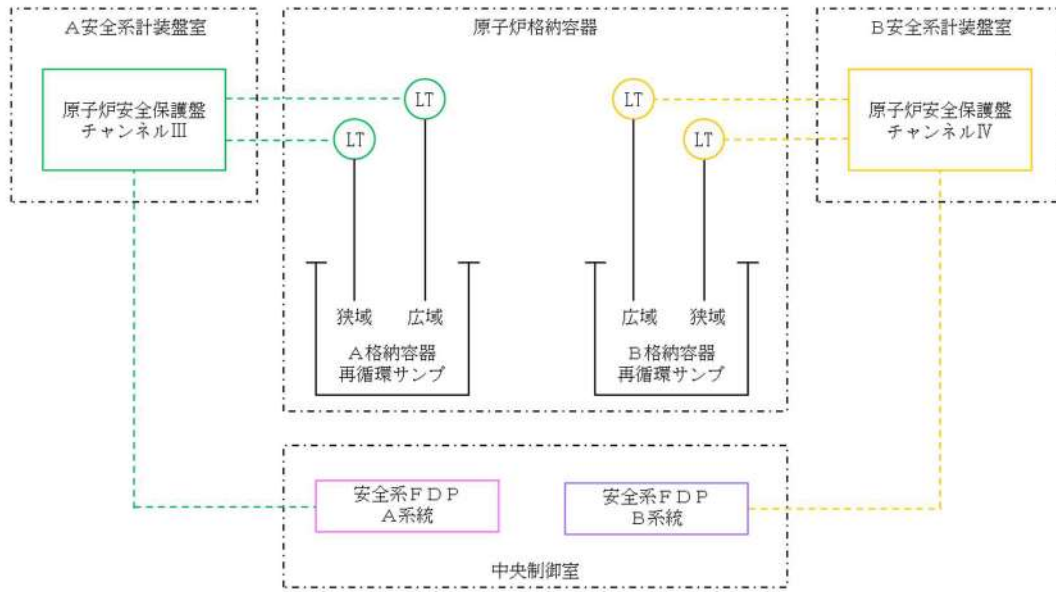 A安全系計装盤室
原子炉安全保護盤
チャンネルⅢ
原子炉格納容器
LT
LT
LT
LT
狭域
広域
A格納容器
再循環サンプ
広域
狭域
B格納容器
再循環サンプ
B安全系計装盤室
原子炉安全保護盤
チャンネルⅣ
安全系FDP
A系統
安全系FDP
B系統
中央制御室